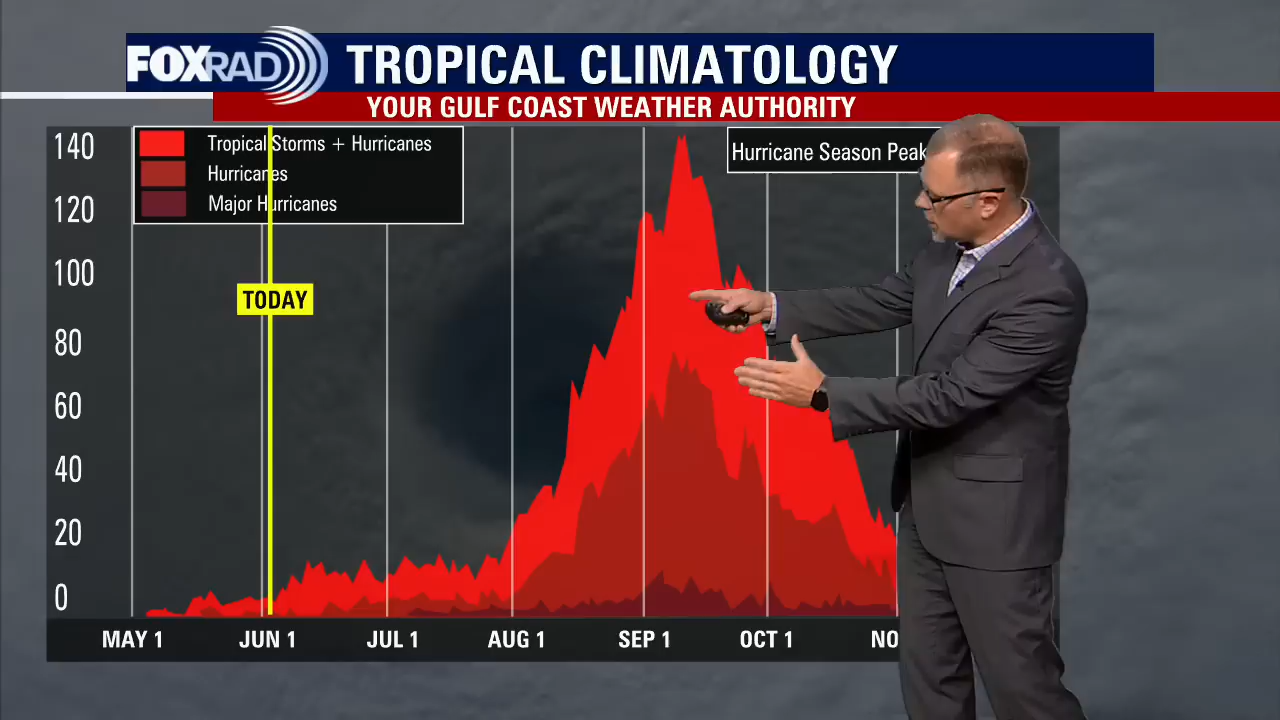 FOXRAD
TROPICAL CLIMATOLOGY
YOUR GULF COAST WEATHER AUTHORITY
Tropical Storms + Hurricanes
Hurricanes
Major Hurricanes
Hurricane Season Peak
TODAY
140
120
100
80
60
40
20
0
MAY 1 JUN 1 JUL 1 AUG 1 SEP 1 OCT 1 NO